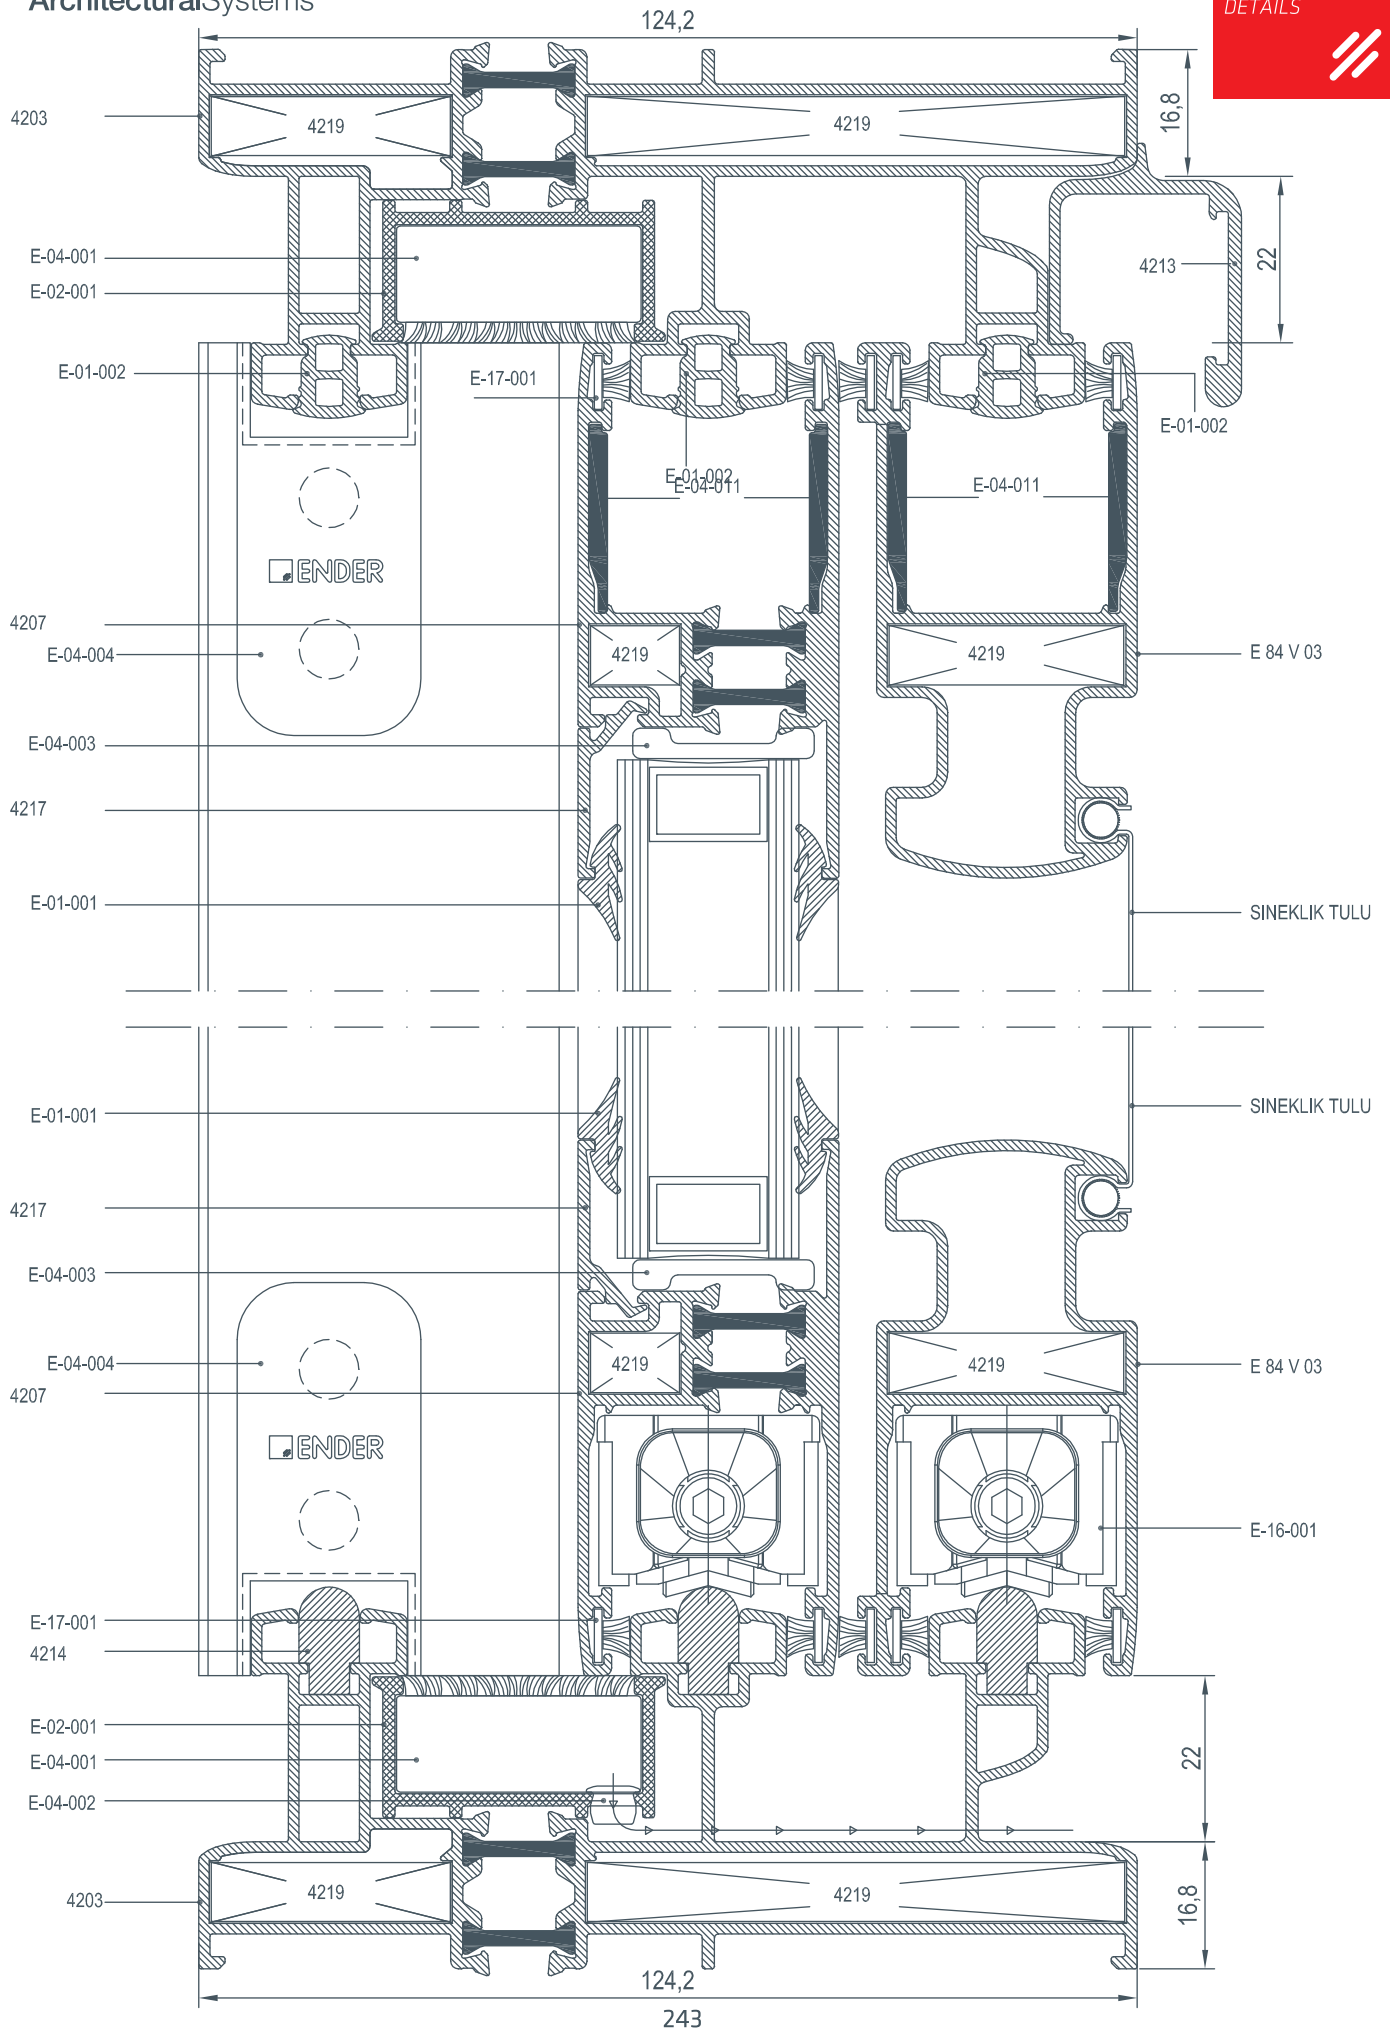 ArchitecturalSystems
DETAILS
124,2
16,8
4203
4219
4219
E-04-001
22
4213
E-02-001
E-01-002
E-17-001
E-01-002
E-01-002
E-04-011
E-04-011
ENDER
4207
E-04-004
4219
4219
E 84 V 03
E-04-003
4217
E-01-001
SINEKLIK TULU
E-01-001
SINEKLIK TULU
4217
E-04-003
E-04-004
4219
4219
E 84 V 03
4207
ENDER
E-16-001
E-17-001
4214
E-02-001
E-04-001
22
E-04-002
4203
4219
4219
16,8
124,2
243